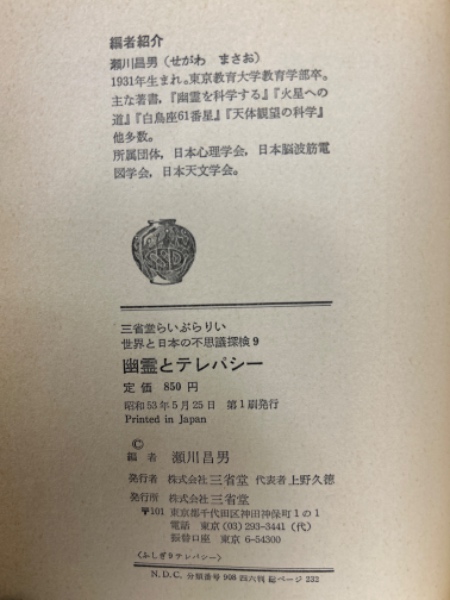 編者紹介
瀬川昌男（せがわ　まさお）
1931年生まれ。東京教育大学教育学部卒。
主な著書，『幽霊を科学する』『火星への
道』『白鳥座61番星』『天体観望の科学』
他多数。
所属団体，日本心理学会，日本脳波筋電
図学会，日本天文学会。
SSD
三省堂らいぶらりい
世界と日本の不思議探検 9
幽霊とテレパシー
定価　850円
昭和53年5月25日　第1刷発行
Printed in Japan
©
編　者　瀬川昌男
発行者　株式会社 三省堂　代表者 上野久徳
発行所　株式会社 三省堂
〒101　東京都千代田区神田神保町1の1
電話　東京(03) 293-3441（代）
振替口座　東京 6-54300
〈ふしぎ9テレパシー〉
N. D. C. 分類番号 908 四六判 総ページ 232